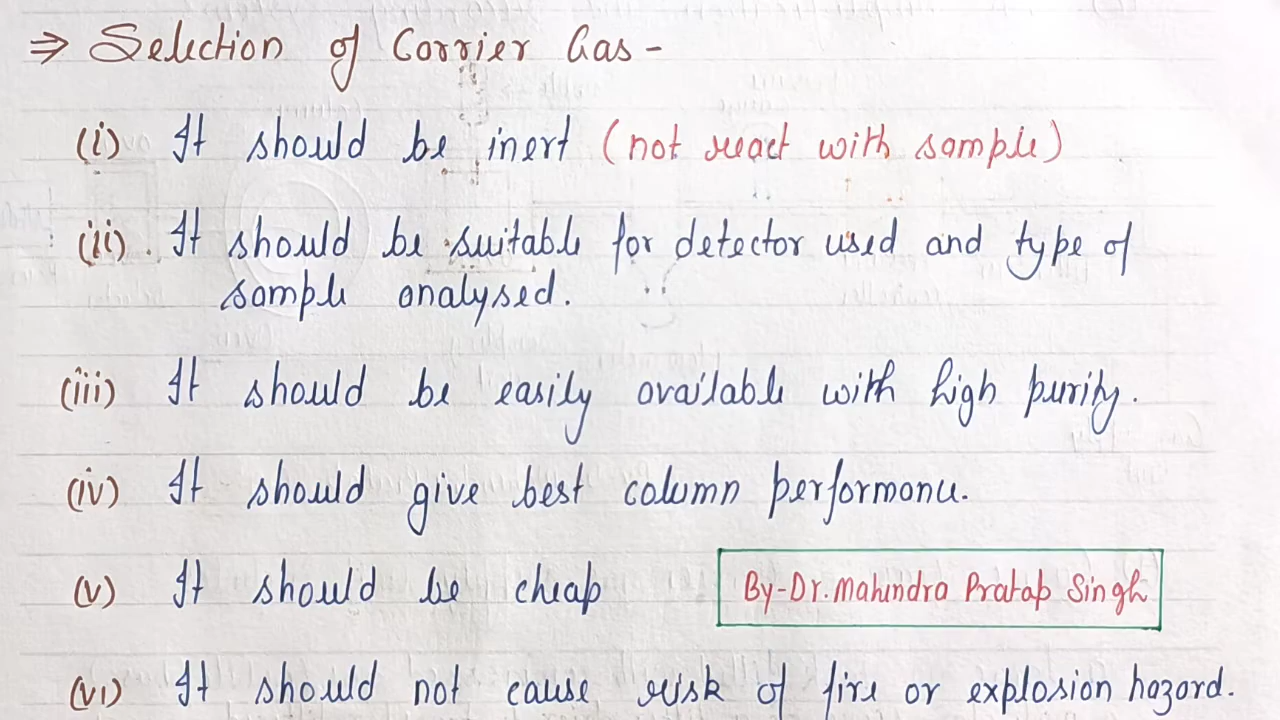 ⇒ Selection of Carrier Gas -
(i) It should be inert (not react with sample)
(ii). It should be suitable for detector used and type of
sample analysed.
(iii) It should be easily available with high purity.
(iv) It should give best column performance.
(v) It should be cheap
By-Dr. Mahendra Pratap Singh
(vi) It should not cause risk of fire or explosion hazard.